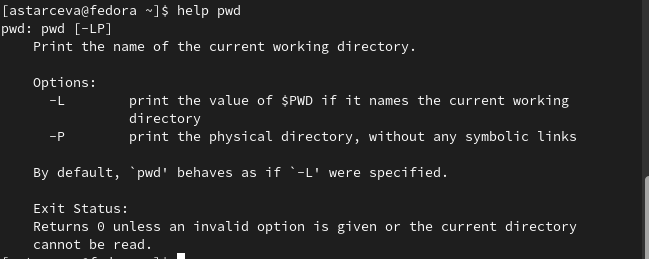 [astarceva@fedora ~]$ help pwd
pwd: pwd [-LP]
    Print the name of the current working directory.

    Options:
      -L        print the value of $PWD if it names the current working
                directory
      -P        print the physical directory, without any symbolic links

    By default, `pwd' behaves as if `-L' were specified.

    Exit Status:
    Returns 0 unless an invalid option is given or the current directory
    cannot be read.